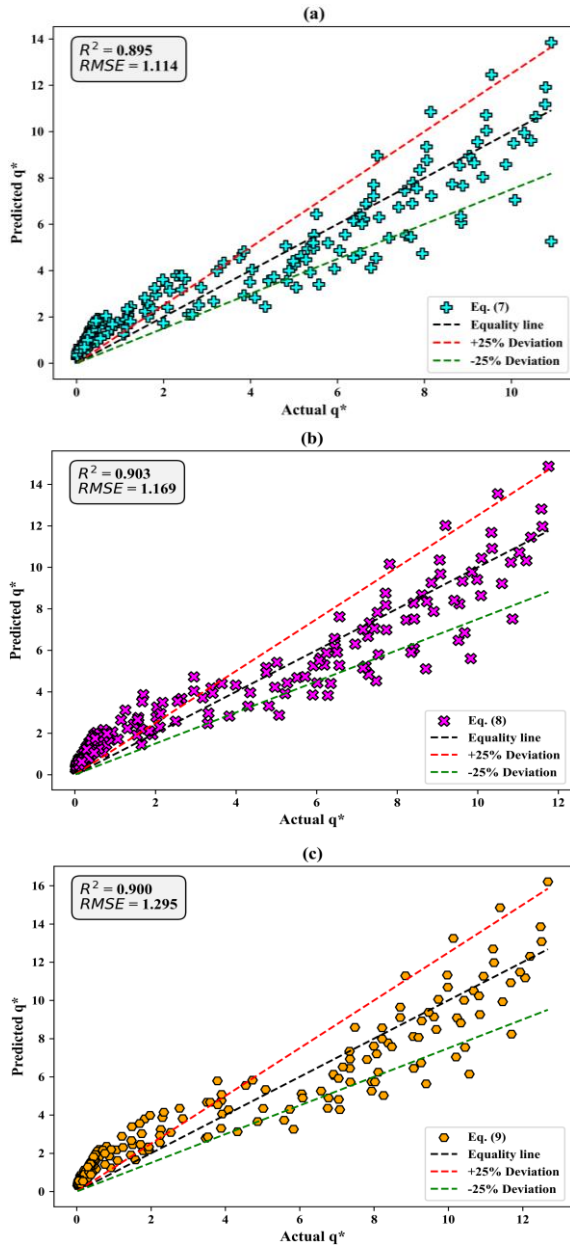 (a)
R² = 0.895
RMSE = 1.114
Predicted q*
14
12
10
8
6
4
2
0
Eq. (7)
Equality line
+25% Deviation
-25% Deviation
0 2 4 6 8 10
Actual q*
(b)
R² = 0.903
RMSE = 1.169
Predicted q*
14
12
10
8
6
4
2
0
Eq. (8)
Equality line
+25% Deviation
-25% Deviation
0 2 4 6 8 10 12
Actual q*
(c)
R² = 0.900
RMSE = 1.295
Predicted q*
16
14
12
10
8
6
4
2
0
Eq. (9)
Equality line
+25% Deviation
-25% Deviation
0 2 4 6 8 10 12
Actual q*